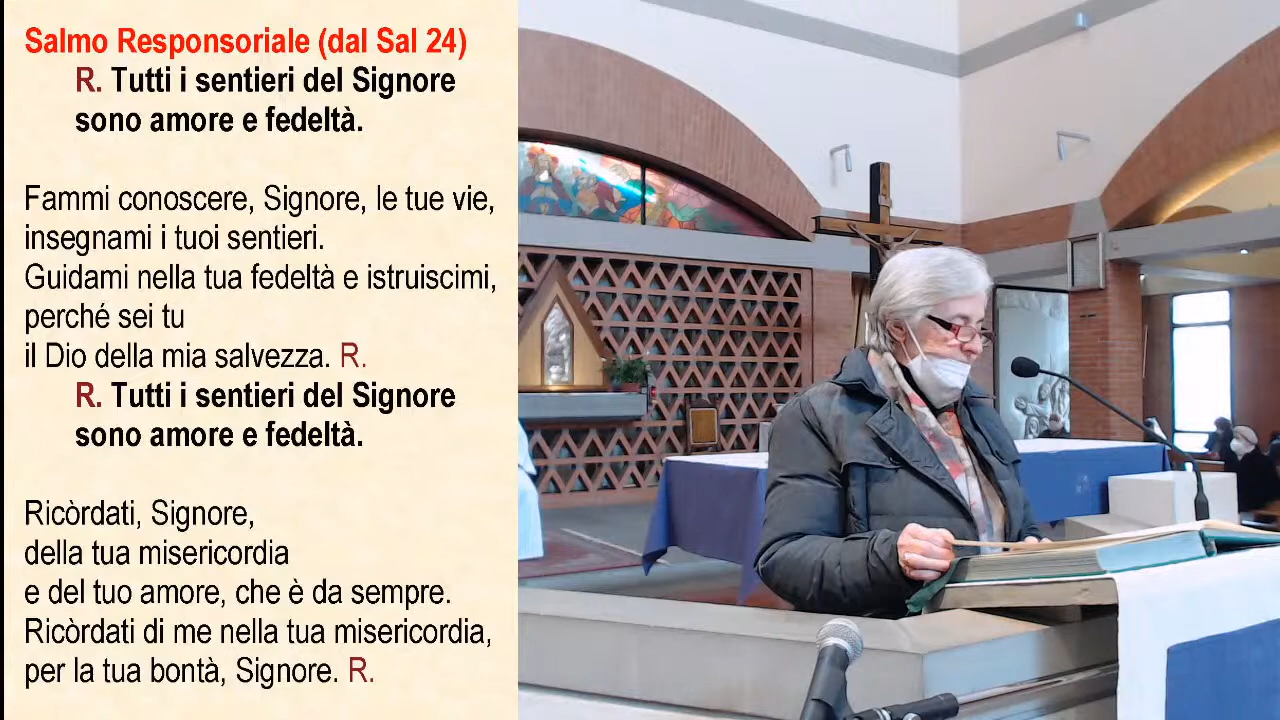 Salmo Responsoriale (dal Sal 24)
R. Tutti i sentieri del Signore
sono amore e fedeltà.
Fammi conoscere, Signore, le tue vie,
insegnami i tuoi sentieri.
Guidami nella tua fedeltà e istruiscimi,
perché sei tu
il Dio della mia salvezza. R.
R. Tutti i sentieri del Signore
sono amore e fedeltà.
Ricòrdati, Signore,
della tua misericordia
e del tuo amore, che è da sempre.
Ricòrdati di me nella tua misericordia,
per la tua bontà, Signore. R.